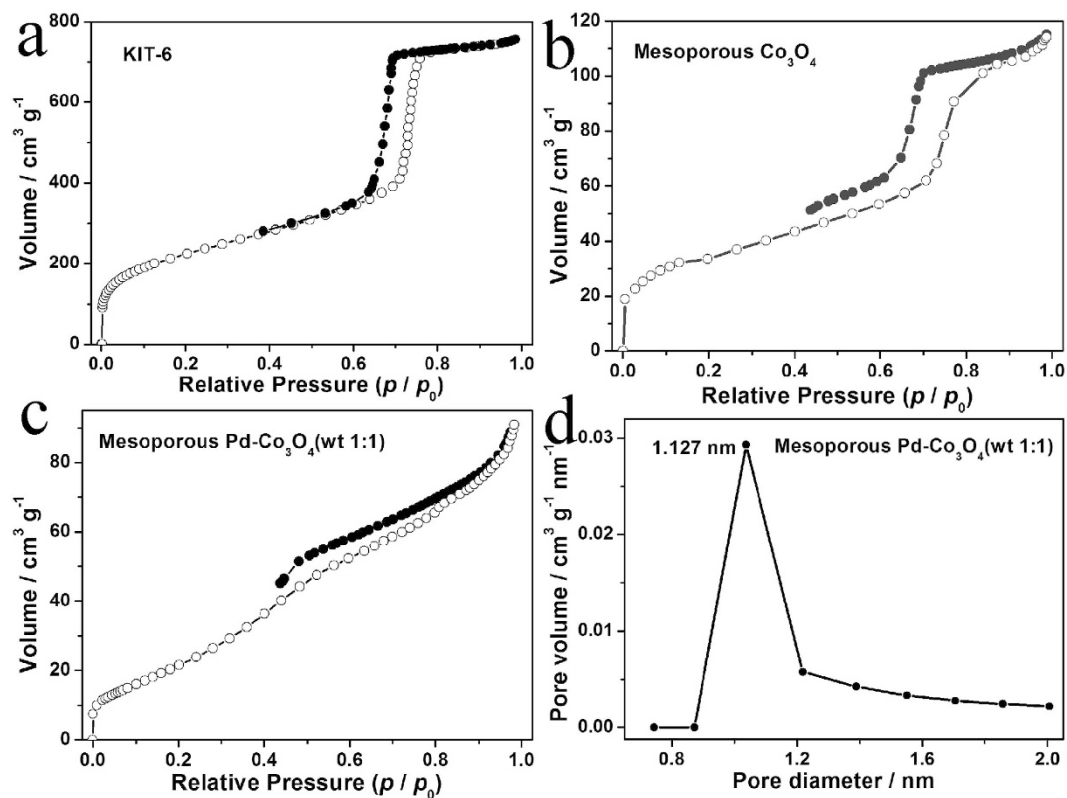 a
KIT-6
Volume / cm³ g⁻¹
800
600
400
200
0
0.0 0.2 0.4 0.6 0.8 1.0
Relative Pressure (p / p₀)
b
Mesoporous Co₃O₄
Volume / cm³ g⁻¹
120
100
80
60
40
20
0
0.0 0.2 0.4 0.6 0.8 1.0
Relative Pressure (p / p₀)
c
Mesoporous Pd-Co₃O₄(wt 1:1)
Volume / cm³ g⁻¹
80
60
40
20
0
0.0 0.2 0.4 0.6 0.8 1.0
Relative Pressure (p / p₀)
d
1.127 nm
Mesoporous Pd-Co₃O₄(wt 1:1)
Pore volume / cm³ g⁻¹ nm⁻¹
0.03
0.02
0.01
0.00
0.8 1.2 1.6 2.0
Pore diameter / nm